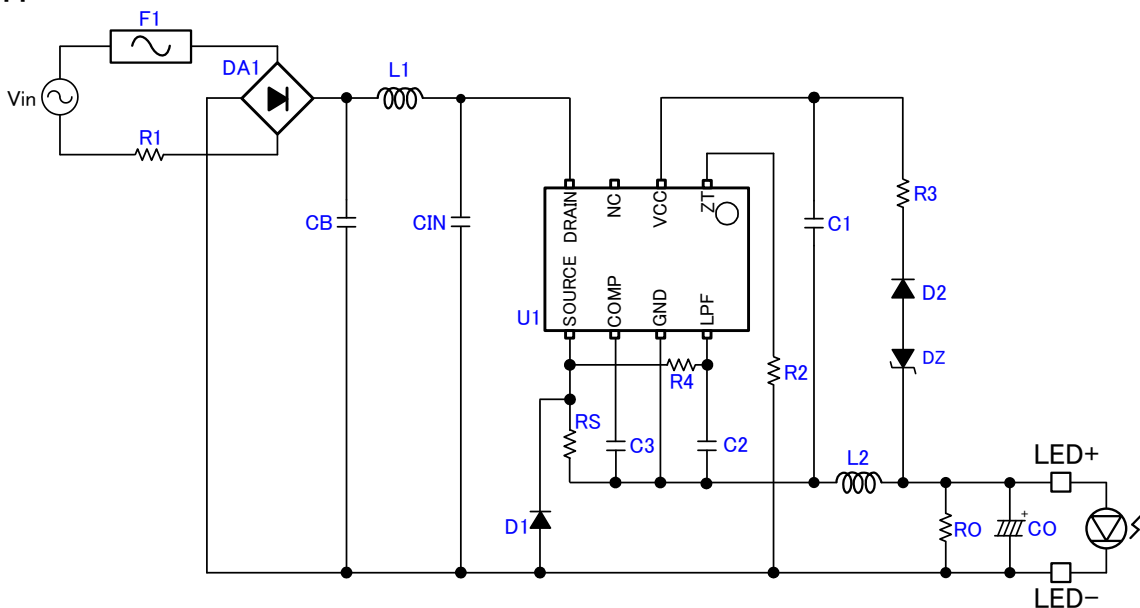 F1
DA1
L1
Vin
R1
CB
CIN
DRAIN
NC
VCC
ZT
SOURCE
COMP
GND
LPF
U1
C1
R3
D2
DZ
R2
R4
RS
C3
C2
L2
D1
RO
+
CO
LED+
LED-